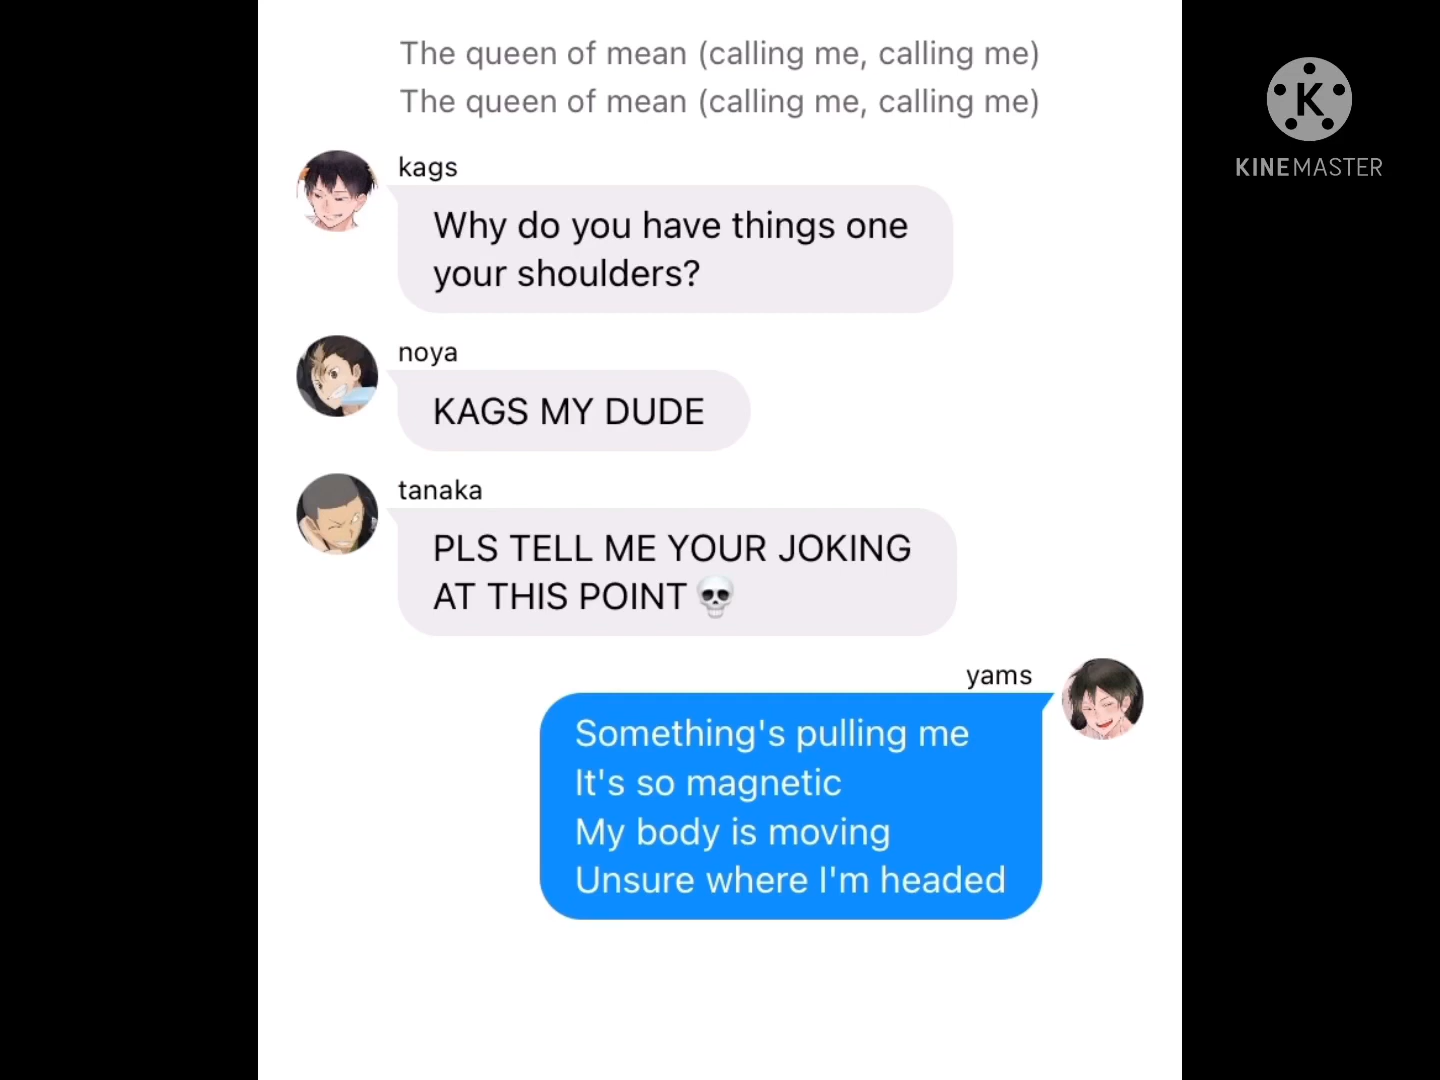 The queen of mean (calling me, calling me)
The queen of mean (calling me, calling me)
kags
Why do you have things one
your shoulders?
noya
KAGS MY DUDE
tanaka
PLS TELL ME YOUR JOKING
AT THIS POINT💀
yams
Something's pulling me
It's so magnetic
My body is moving
Unsure where I'm headed
K
KINEMASTER